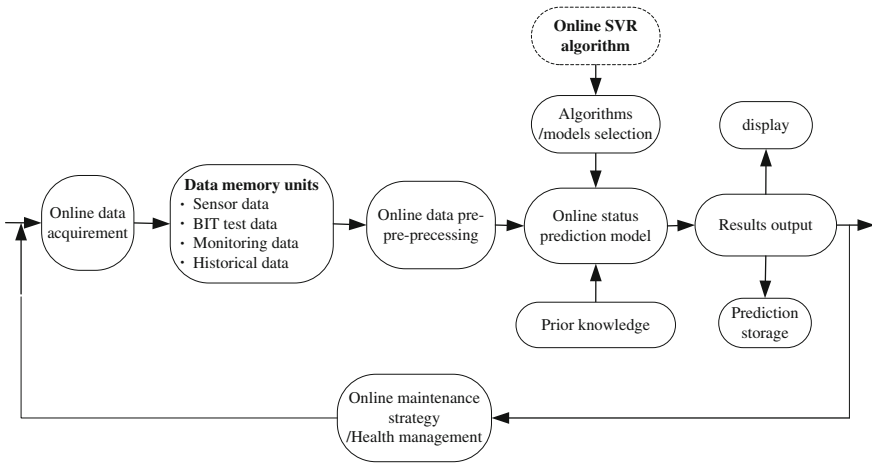 Online SVR
algorithm
Algorithms
/models selection
display
Online data
acquirement
Data memory units
· Sensor data
· BIT test data
· Monitoring data
· Historical data
Online data pre-
pre-precessing
Online status
prediction model
Results output
Prior knowledge
Prediction
storage
Online maintenance
strategy
/Health management